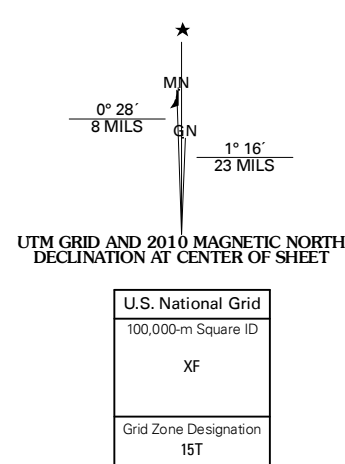 MN
0° 28´
8 MILS
GN
1° 16´
23 MILS
UTM GRID AND 2010 MAGNETIC NORTH
DECLINATION AT CENTER OF SHEET
U.S. National Grid
100,000-m Square ID
XF
Grid Zone Designation
15T